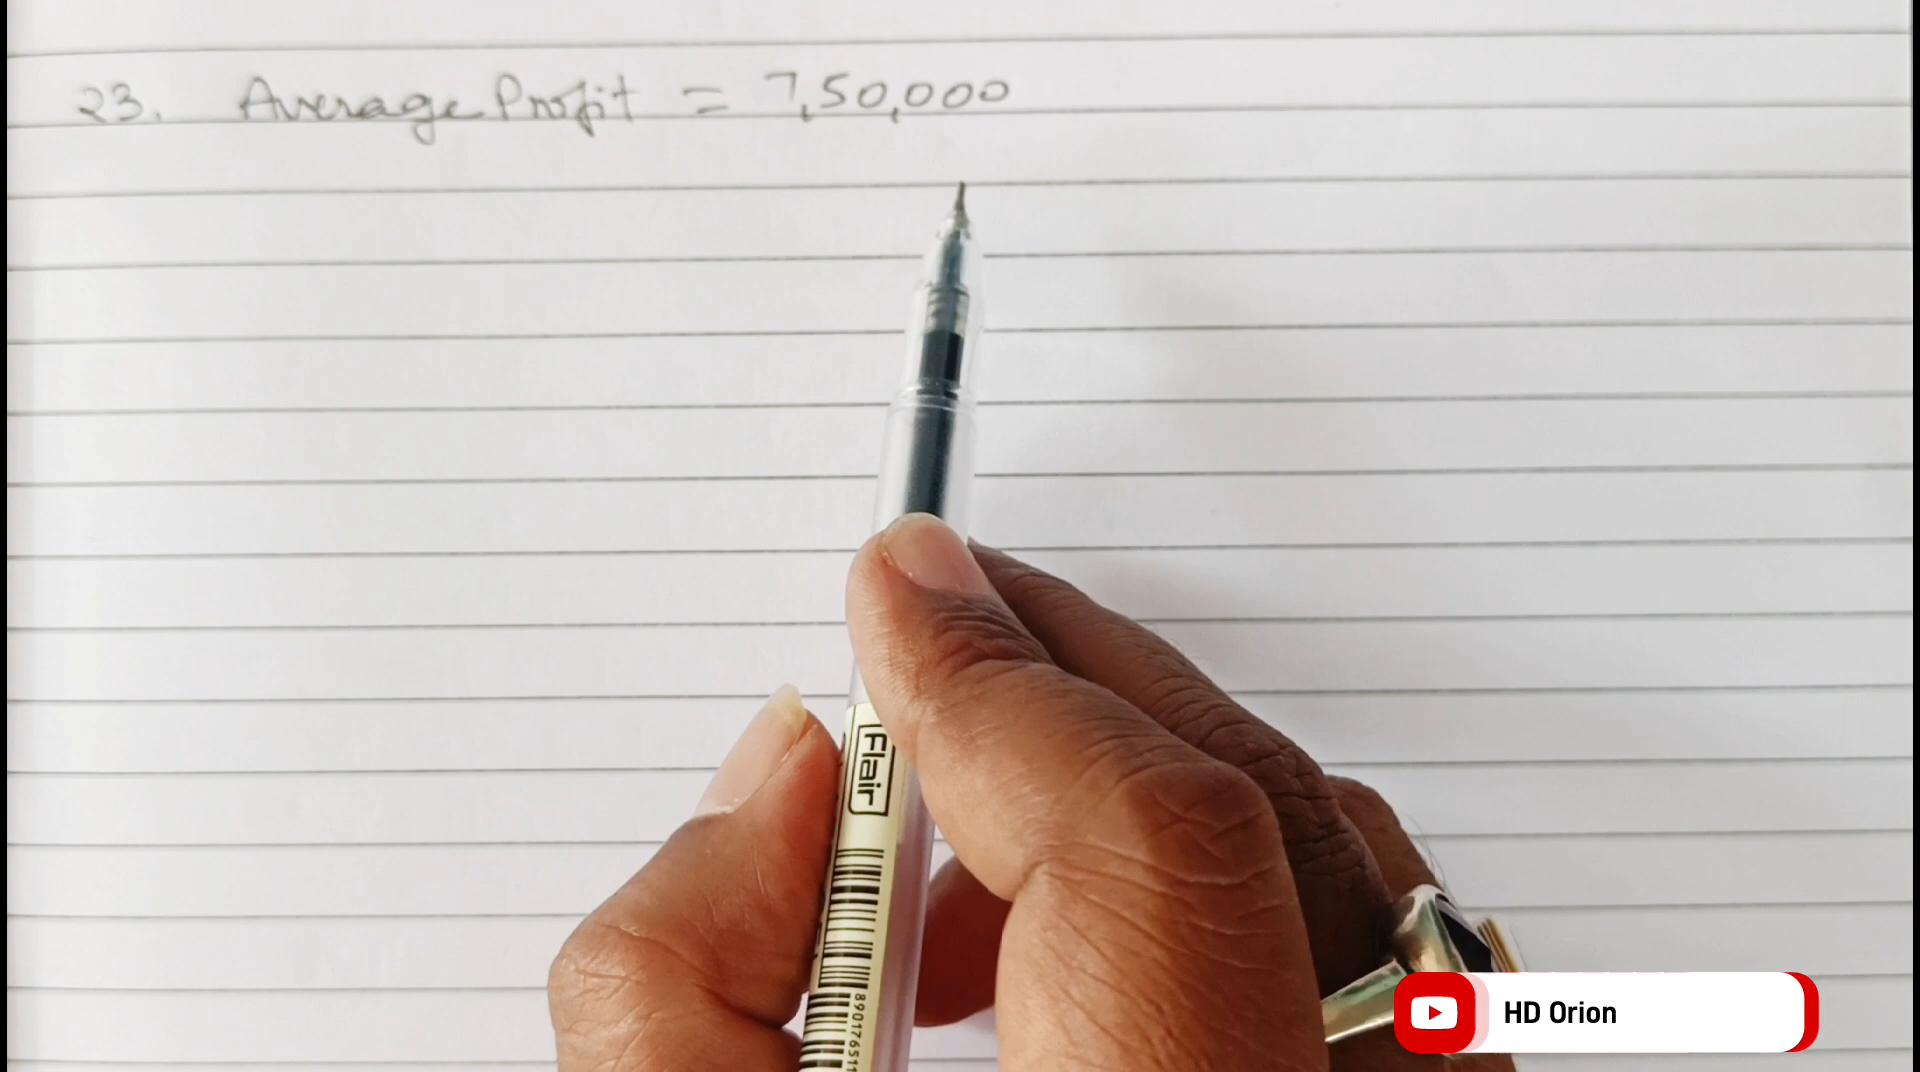 23. Average Profit = 7,50,000
Flair
HD Orion